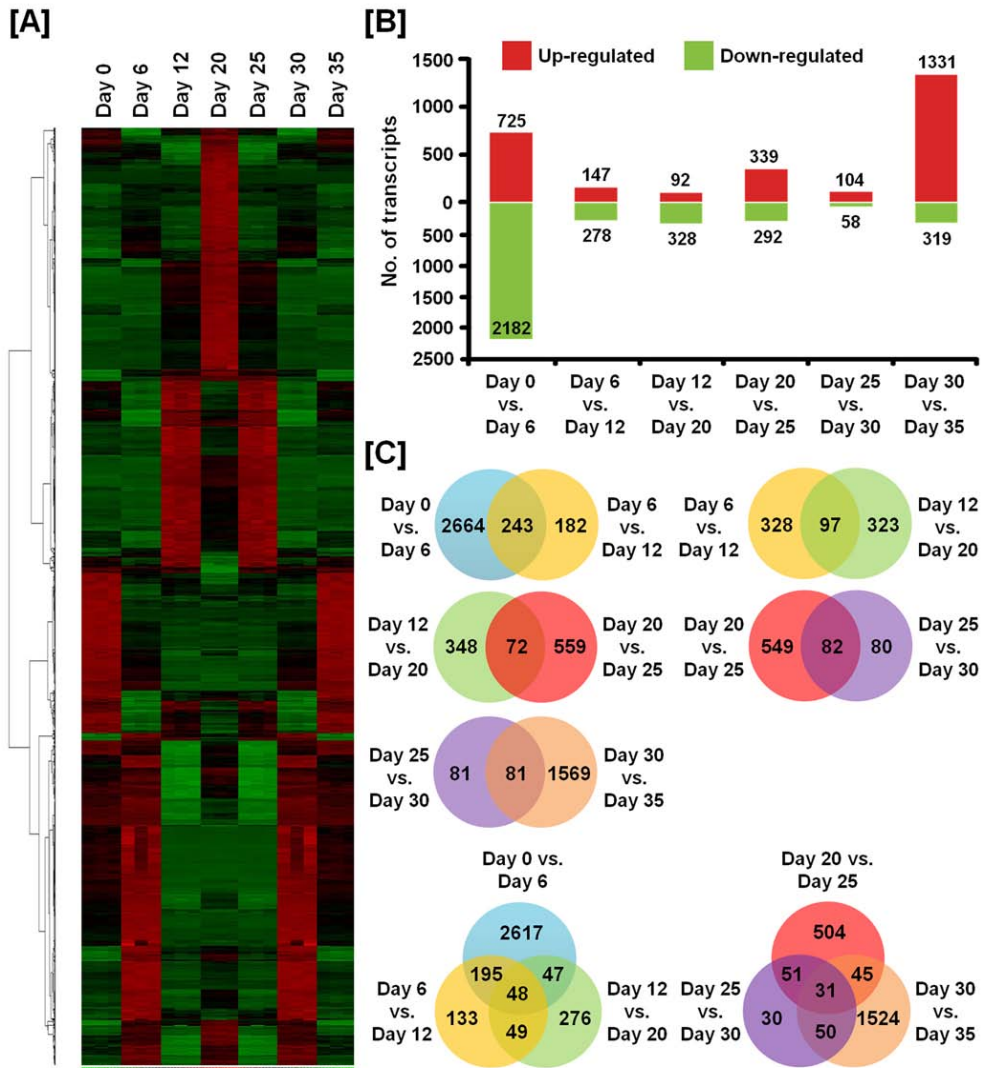 [A]
Day 0
Day 6
Day 12
Day 20
Day 25
Day 30
Day 35
[B]
Up-regulated
Down-regulated
No. of transcripts
1500
1000
500
0
500
1000
1500
2000
2500
725
147
92
339
104
1331
2182
278
328
292
58
319
Day 0
vs.
Day 6
Day 6
vs.
Day 12
Day 12
vs.
Day 20
Day 20
vs.
Day 25
Day 25
vs.
Day 30
Day 30
vs.
Day 35
[C]
Day 0
vs.
Day 6
2664
243
182
Day 6
vs.
Day 12
Day 6
vs.
Day 12
328
97
323
Day 12
vs.
Day 20
Day 12
vs.
Day 20
348
72
559
Day 20
vs.
Day 25
Day 20
vs.
Day 25
549
82
80
Day 25
vs.
Day 30
Day 25
vs.
Day 30
81
81
1569
Day 30
vs.
Day 35
Day 0 vs.
Day 6
2617
195
47
48
133
49
276
Day 6
vs.
Day 12
Day 12
vs.
Day 20
Day 20 vs.
Day 25
504
51
45
31
30
50
1524
Day 25
vs.
Day 30
Day 30
vs.
Day 35